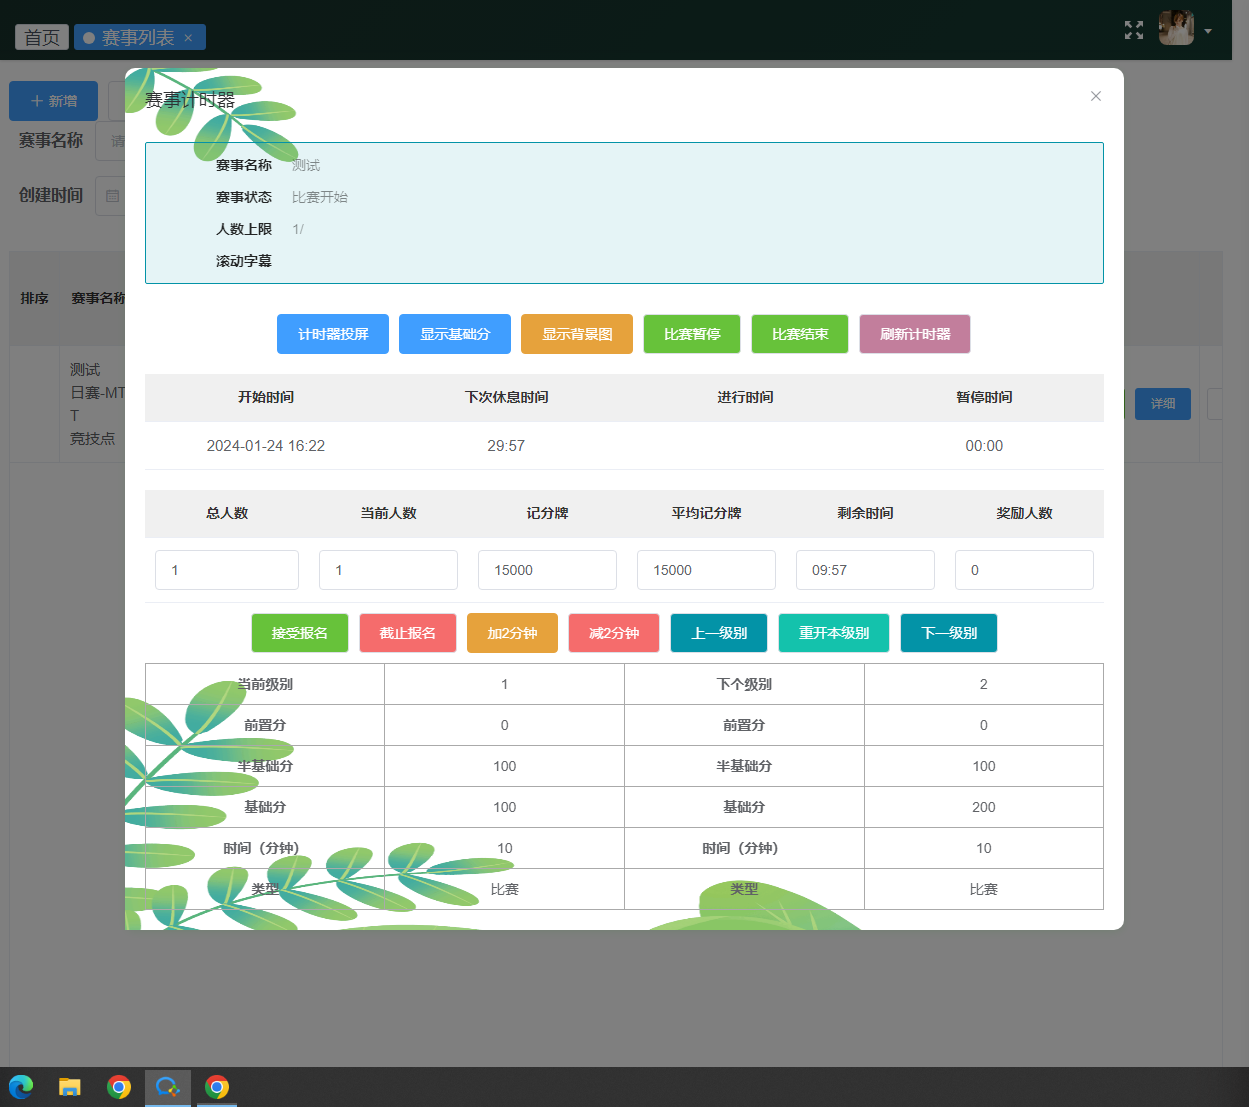 首页 赛事列表 ×
新增
赛事名称 请
创建时间
排序 赛事名称
测试
日赛-MT
T
竞技点
详细
赛事计时器
赛事名称 测试
赛事状态 比赛开始
人数上限 1/
滚动字幕
计时器投屏 显示基础分 显示背景图 比赛暂停 比赛结束 刷新计时器
开始时间 下次休息时间 进行时间 暂停时间
2024-01-24 16:22 29:57 00:00
总人数 当前人数 记分牌 平均记分牌 剩余时间 奖励人数
1 1 15000 15000 09:57 0
接受报名 截止报名 加2分钟 减2分钟 上一级别 重开本级别 下一级别
当前级别 1 下个级别 2
前置分 0 前置分 0
半基础分 100 半基础分 100
基础分 100 基础分 200
时间（分钟） 10 时间（分钟） 10
类型 比赛 类型 比赛